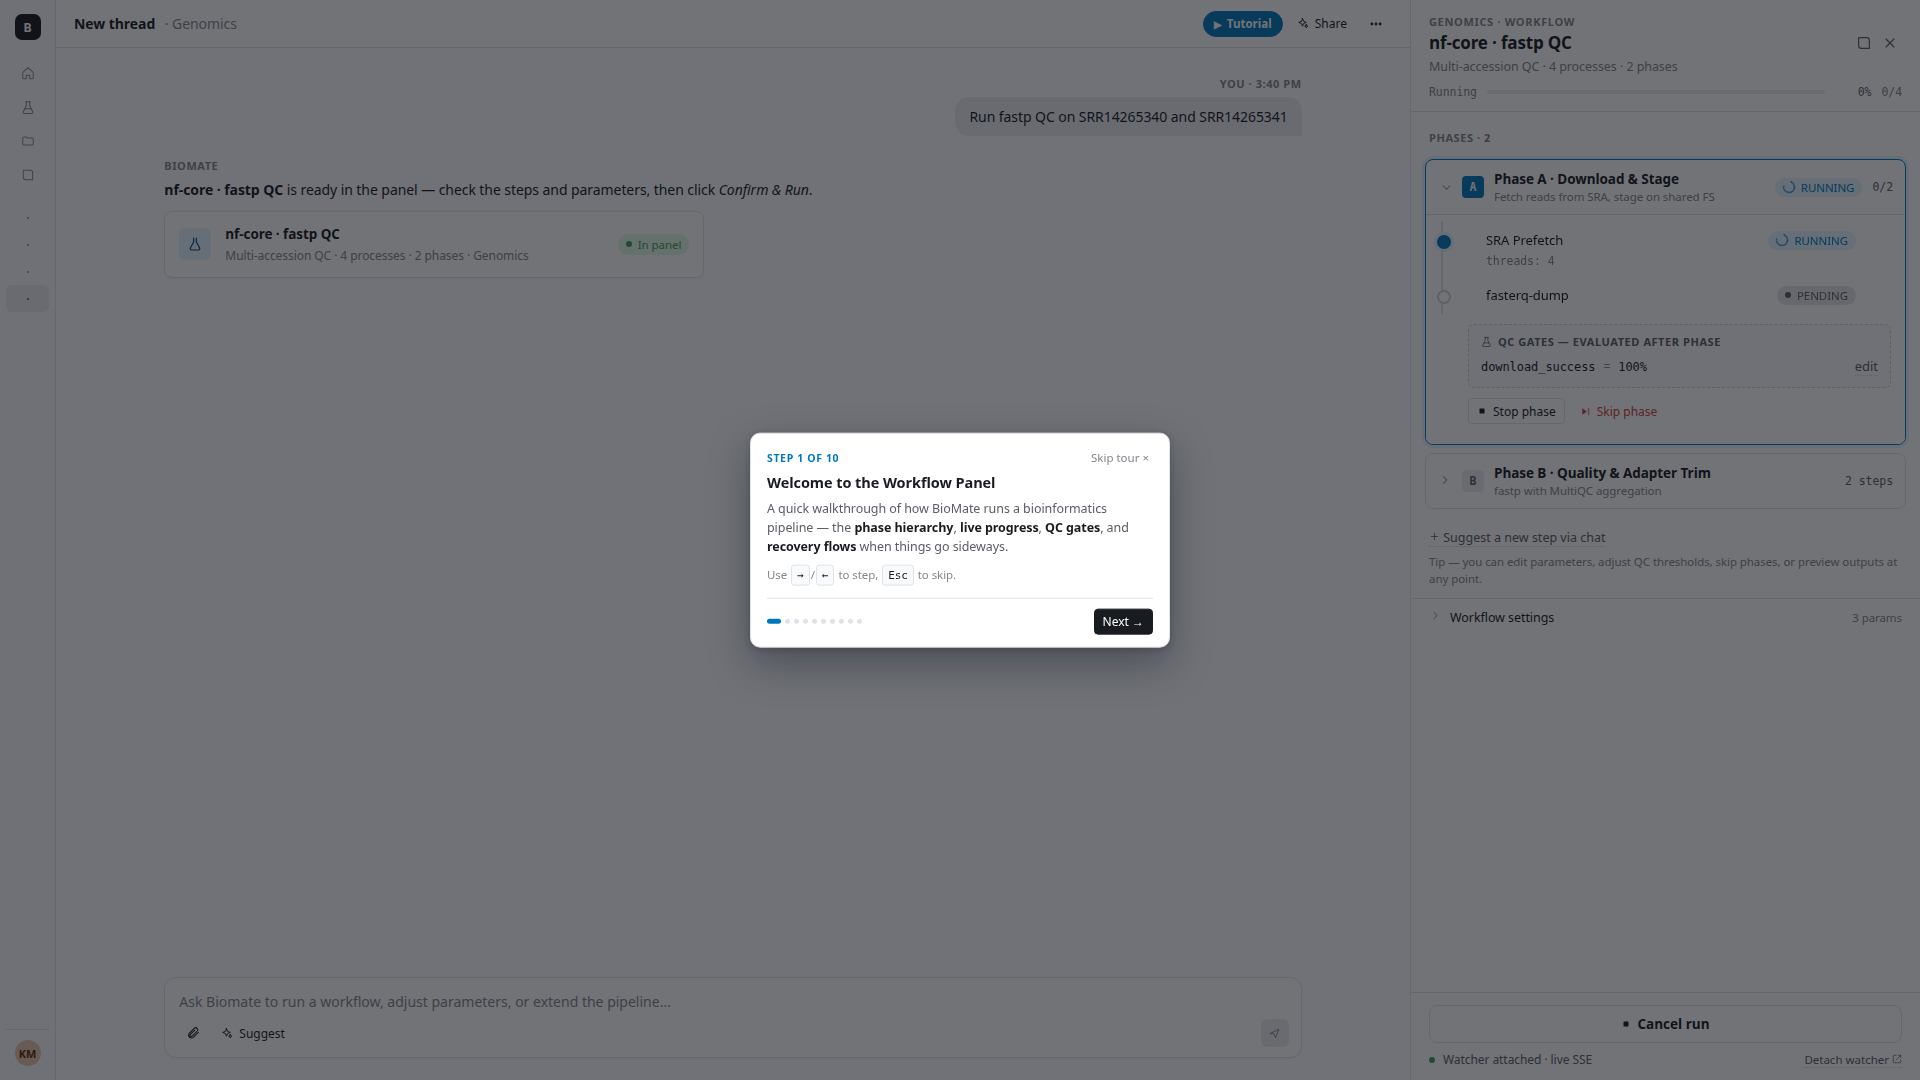 B
New thread · Genomics
▶ Tutorial
Share
YOU · 3:40 PM
Run fastp QC on SRR14265340 and SRR14265341
BIOMATE
nf-core · fastp QC is ready in the panel — check the steps and parameters, then click Confirm & Run.
nf-core · fastp QC
Multi-accession QC · 4 processes · 2 phases · Genomics
In panel
STEP 1 OF 10
Skip tour ×
Welcome to the Workflow Panel
A quick walkthrough of how BioMate runs a bioinformatics
pipeline — the phase hierarchy, live progress, QC gates, and
recovery flows when things go sideways.
Use → / ← to step, Esc to skip.
Next →
Ask Biomate to run a workflow, adjust parameters, or extend the pipeline...
Suggest
KM
GENOMICS · WORKFLOW
nf-core · fastp QC
Multi-accession QC · 4 processes · 2 phases
Running 0% 0/4
PHASES · 2
A Phase A · Download & Stage RUNNING 0/2
Fetch reads from SRA, stage on shared FS
SRA Prefetch RUNNING
threads: 4
fasterq-dump PENDING
QC GATES — EVALUATED AFTER PHASE
download_success = 100% edit
Stop phase Skip phase
B Phase B · Quality & Adapter Trim 2 steps
fastp with MultiQC aggregation
+ Suggest a new step via chat
Tip — you can edit parameters, adjust QC thresholds, skip phases, or preview outputs at
any point.
Workflow settings 3 params
Cancel run
Watcher attached · live SSE Detach watcher